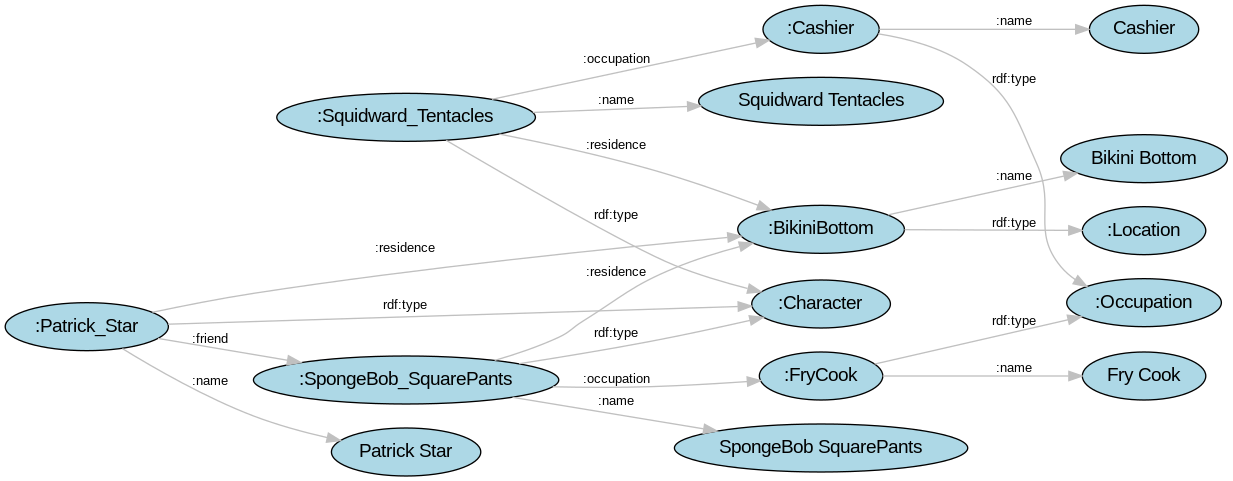 :Cashier
:name
Cashier
:occupation
rdf:type
Squidward Tentacles
:name
:Squidward_Tentacles
:residence
Bikini Bottom
:name
rdf:type
:BikiniBottom
rdf:type
:Location
:residence
:residence
:Character
:Occupation
rdf:type
:Patrick_Star
rdf:type
rdf:type
:friend
:SpongeBob_SquarePants
:occupation
:FryCook
:name
Fry Cook
:name
:name
Patrick Star
SpongeBob SquarePants